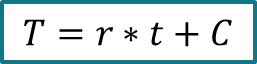 T = r * t + C